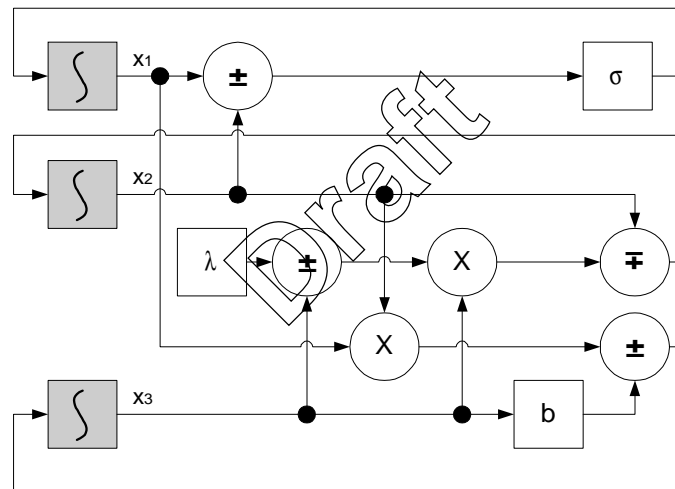 ∫ x1 ± σ
∫ x2
λ ± X ∓
X ±
∫ x3 b
Draft